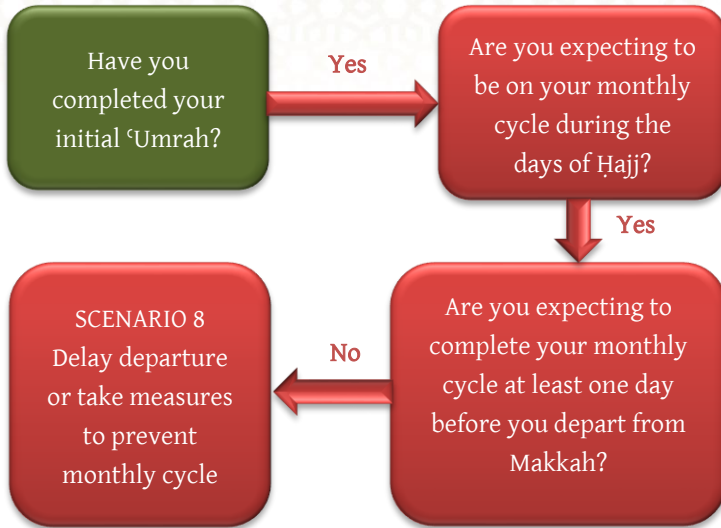 Have you
completed your
initial ʿUmrah?
Yes
Are you expecting to
be on your monthly
cycle during the
days of Ḥajj?
Yes
Are you expecting to
complete your monthly
cycle at least one day
before you depart from
Makkah?
No
SCENARIO 8
Delay departure
or take measures
to prevent
monthly cycle